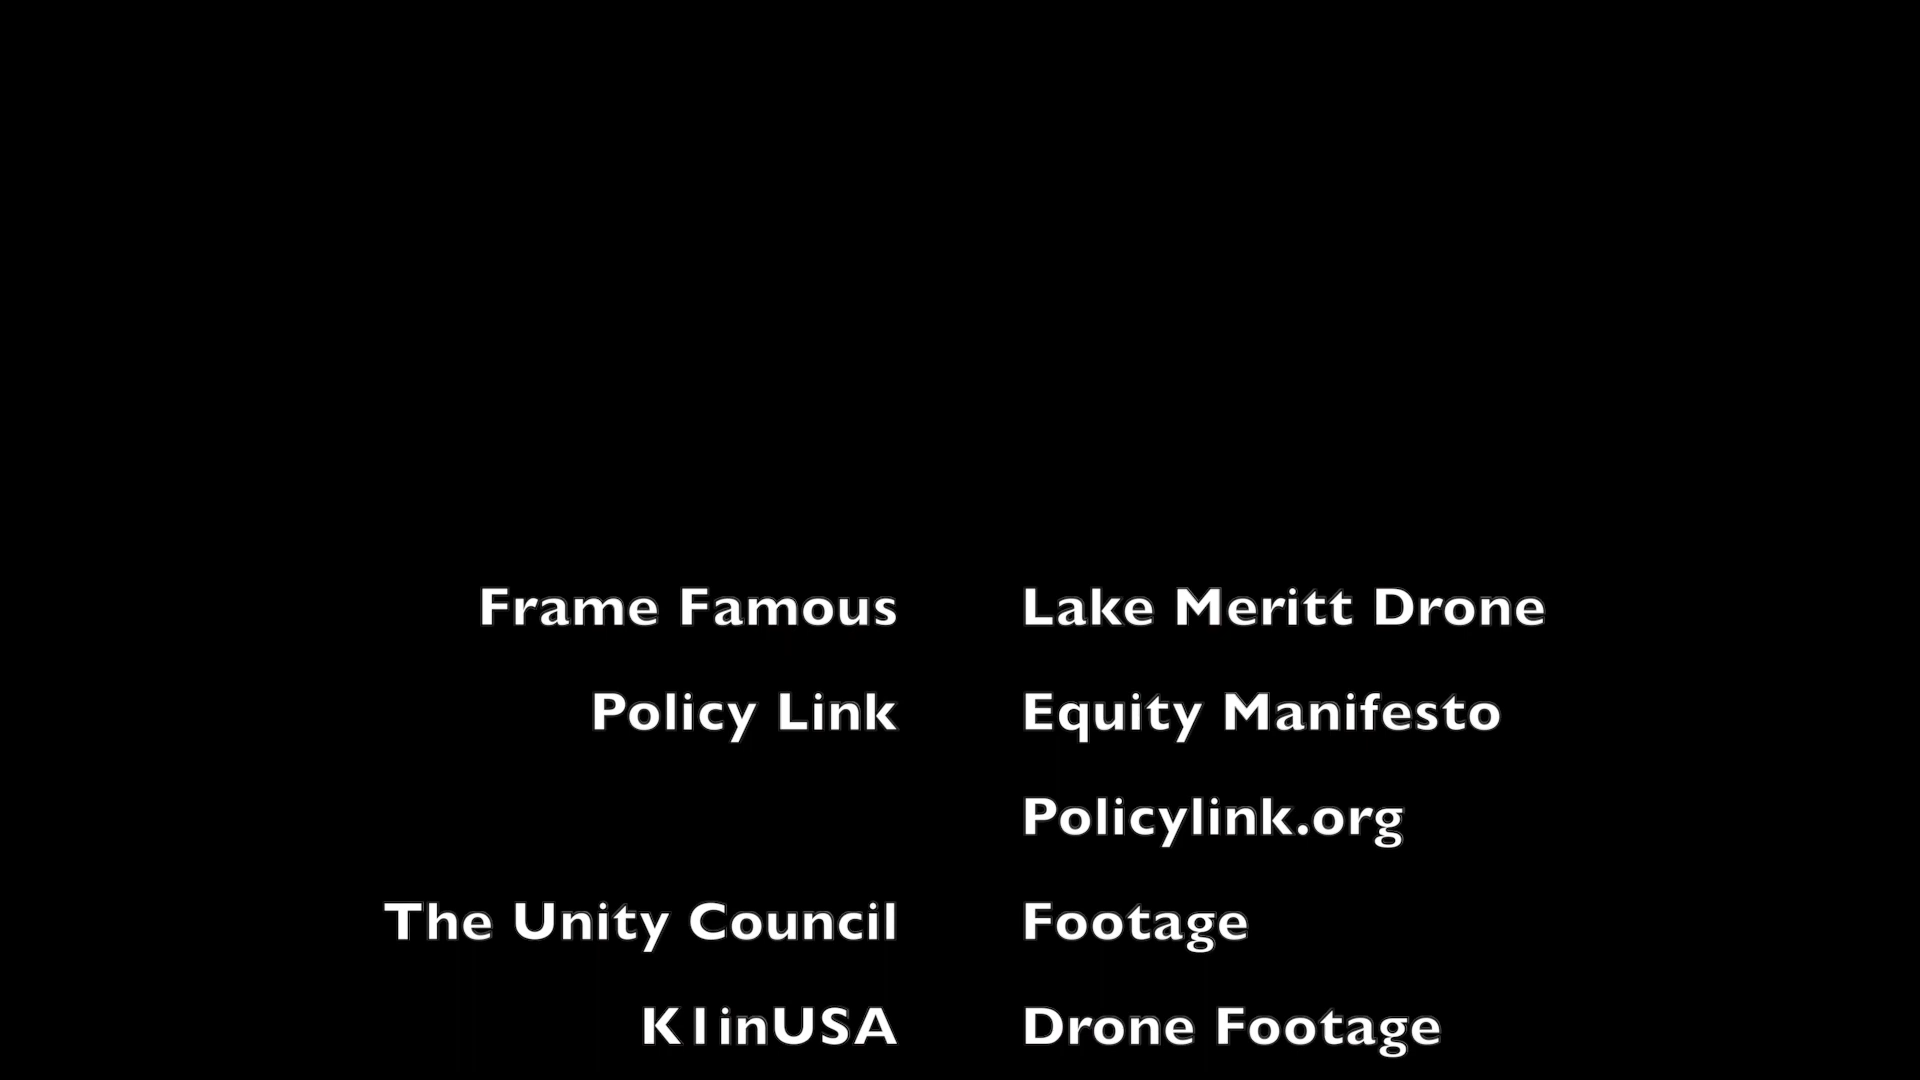 Frame Famous Lake Meritt Drone
Policy Link Equity Manifesto
Policylink.org
The Unity Council Footage
K1inUSA Drone Footage